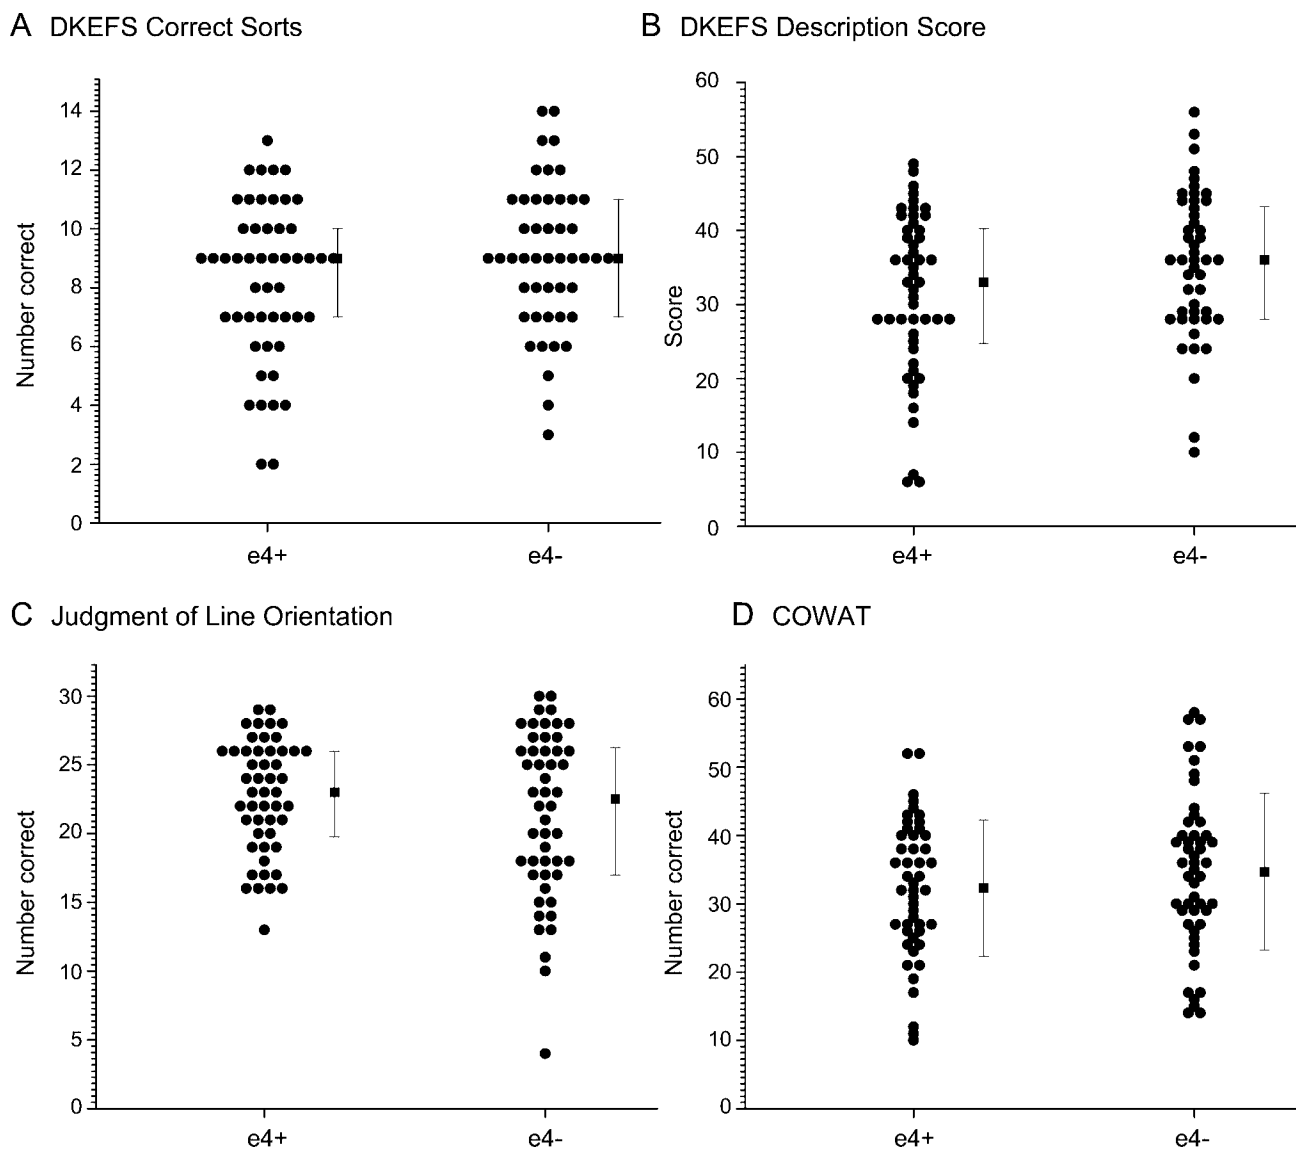 A DKEFS Correct Sorts
Number correct
14
12
10
8
6
4
2
0
e4+ e4-
B DKEFS Description Score
Score
60
50
40
30
20
10
0
e4+ e4-
C Judgment of Line Orientation
Number correct
30
25
20
15
10
5
0
e4+ e4-
D COWAT
Number correct
60
50
40
30
20
10
0
e4+ e4-